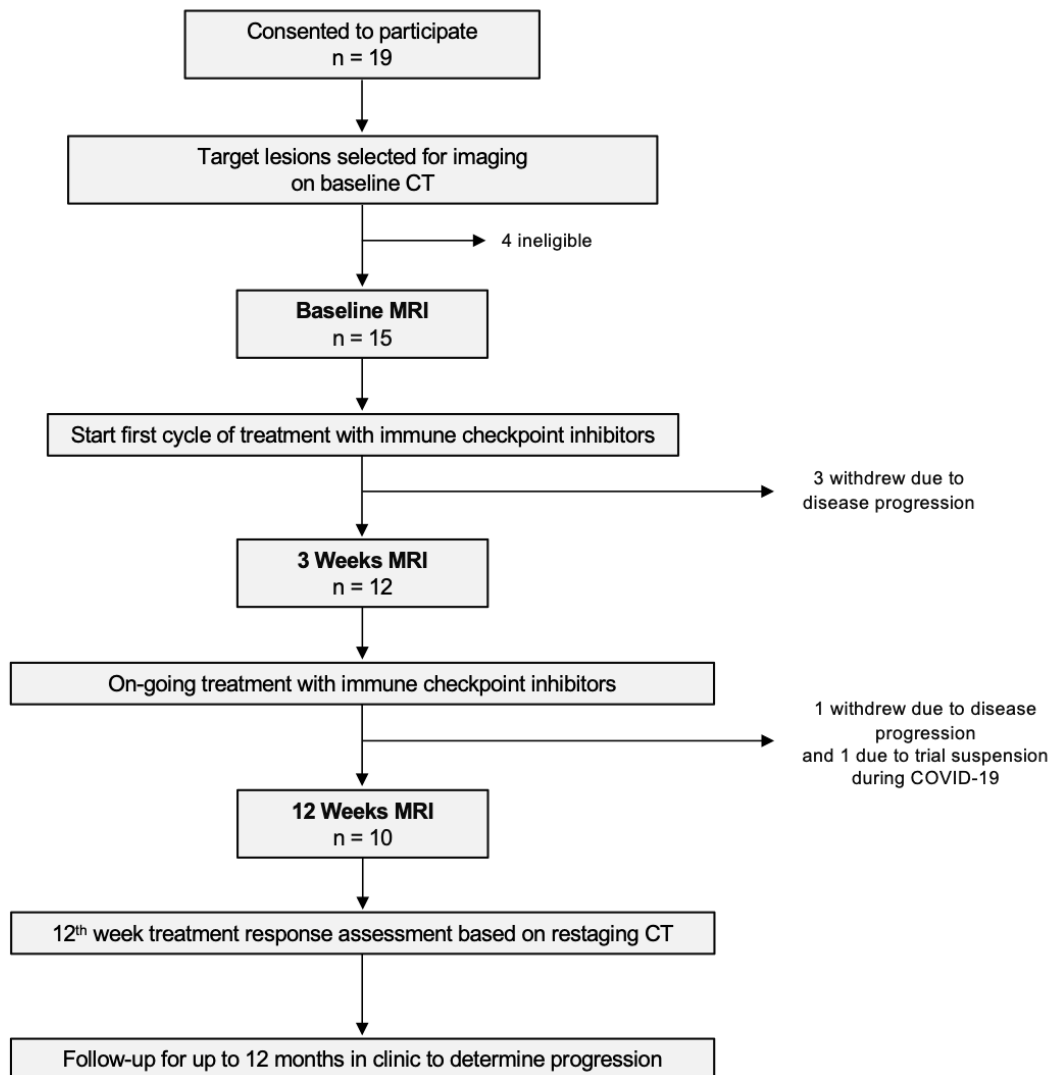 Consented to participate
n = 19
Target lesions selected for imaging
on baseline CT
4 ineligible
Baseline MRI
n = 15
Start first cycle of treatment with immune checkpoint inhibitors
3 withdrew due to
disease progression
3 Weeks MRI
n = 12
On-going treatment with immune checkpoint inhibitors
1 withdrew due to disease
progression
and 1 due to trial suspension
during COVID-19
12 Weeks MRI
n = 10
12th week treatment response assessment based on restaging CT
Follow-up for up to 12 months in clinic to determine progression